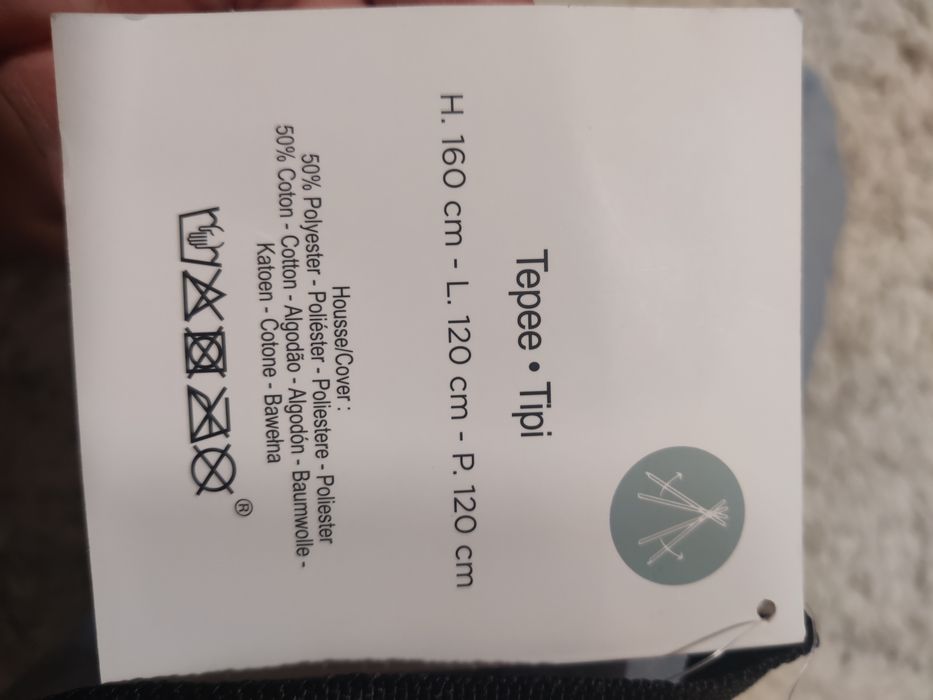 Tepee • Tipi
H. 160 cm - L. 120 cm - P. 120 cm
Housse/Cover :
50% Polyester - Poliéster - Poliestere - Poliester
50% Coton - Cotton - Algodão - Algodón - Baumwolle -
Katoen - Cotone - Bawełna
®